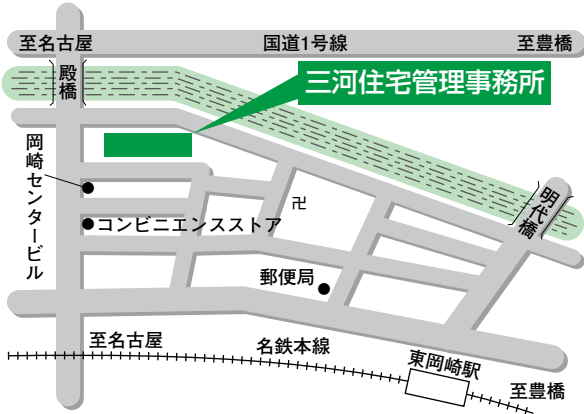 至名古屋
国道1号線
至豊橋
殿橋
三河住宅管理事務所
岡崎センタービル
コンビニエンスストア
卍
明代橋
郵便局
至名古屋
名鉄本線
東岡崎駅
至豊橋